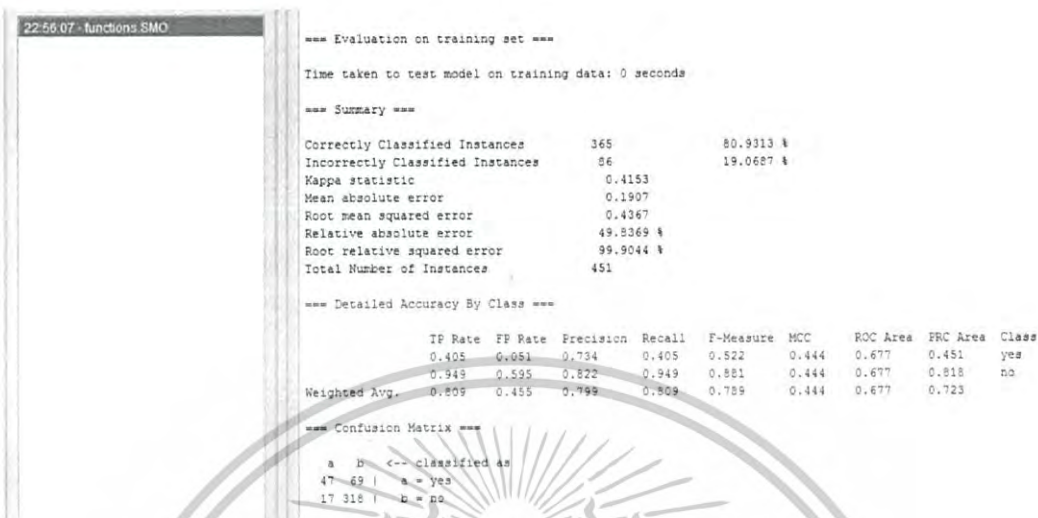 22:56:07 - functions.SMO
=== Evaluation on training set ===
Time taken to test model on training data: 0 seconds
=== Summary ===
Correctly Classified Instances 365 80.9313 %
Incorrectly Classified Instances 86 19.0687 %
Kappa statistic 0.4153
Mean absolute error 0.1907
Root mean squared error 0.4367
Relative absolute error 49.8369 %
Root relative squared error 99.9044 %
Total Number of Instances 451
=== Detailed Accuracy By Class ===
TP Rate FP Rate Precision Recall F-Measure MCC ROC Area PRC Area Class
0.405 0.051 0.734 0.405 0.522 0.444 0.677 0.451 yes
0.949 0.595 0.822 0.949 0.881 0.444 0.677 0.818 no
Weighted Avg. 0.809 0.455 0.799 0.809 0.789 0.444 0.677 0.723
=== Confusion Matrix ===
a b <-- classified as
47 69 | a = yes
17 318 | b = no